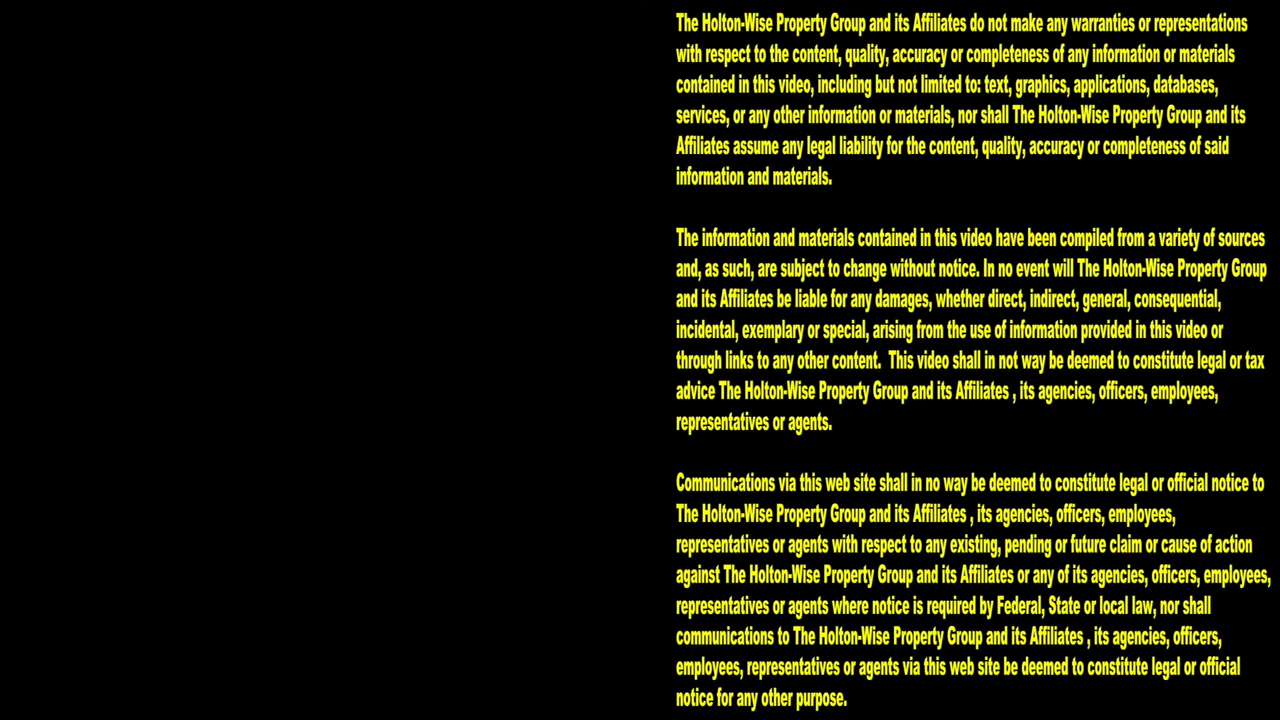 The Holton-Wise Property Group and its Affiliates do not make any warranties or representations
with respect to the content, quality, accuracy or completeness of any information or materials
contained in this video, including but not limited to: text, graphics, applications, databases,
services, or any other information or materials, nor shall The Holton-Wise Property Group and its
Affiliates assume any legal liability for the content, quality, accuracy or completeness of said
information and materials.
The information and materials contained in this video have been compiled from a variety of sources
and, as such, are subject to change without notice. In no event will The Holton-Wise Property Group
and its Affiliates be liable for any damages, whether direct, indirect, general, consequential,
incidental, exemplary or special, arising from the use of information provided in this video or
through links to any other content.  This video shall in not way be deemed to constitute legal or tax
advice The Holton-Wise Property Group and its Affiliates , its agencies, officers, employees,
representatives or agents.
Communications via this web site shall in no way be deemed to constitute legal or official notice to
The Holton-Wise Property Group and its Affiliates , its agencies, officers, employees,
representatives or agents with respect to any existing, pending or future claim or cause of action
against The Holton-Wise Property Group and its Affiliates or any of its agencies, officers, employees,
representatives or agents where notice is required by Federal, State or local law, nor shall
communications to The Holton-Wise Property Group and its Affiliates , its agencies, officers,
employees, representatives or agents via this web site be deemed to constitute legal or official
notice for any other purpose.